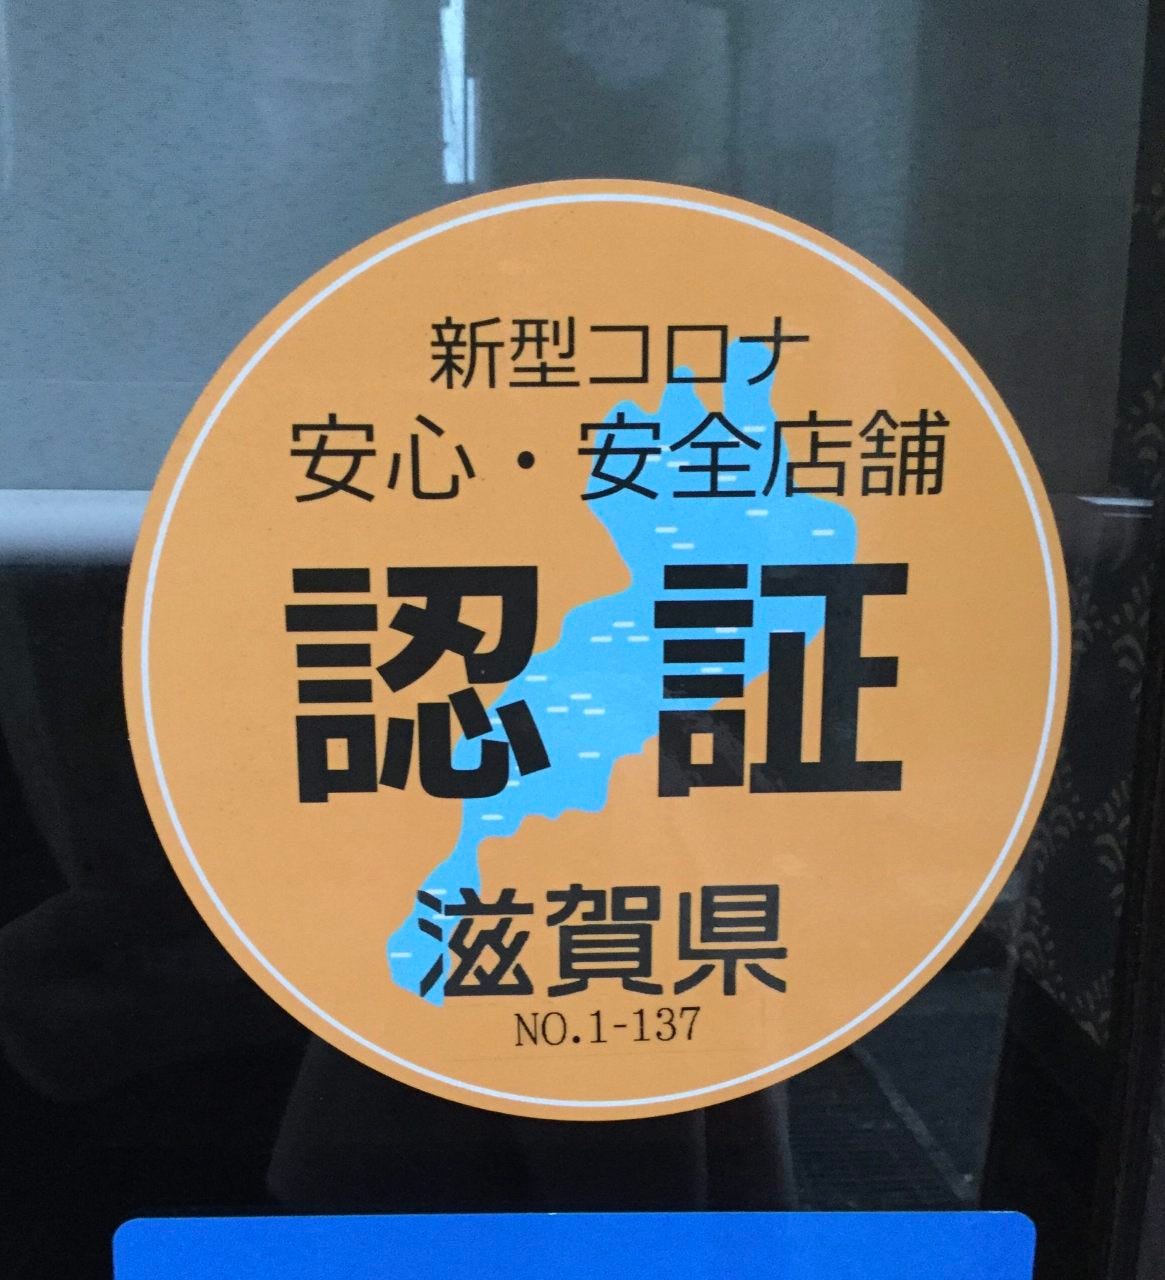 新型コロナ
安心・安全店舗
認証
滋賀県
NO.1-137